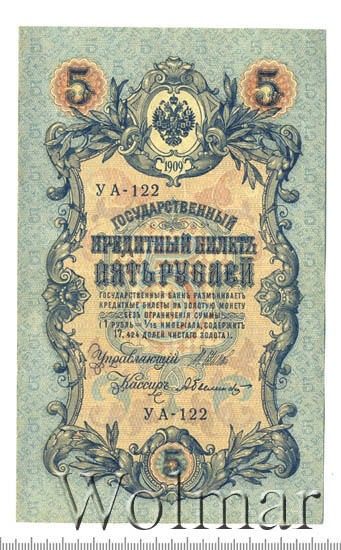 5 5
1909
УА-122
ГОСУДАРСТВЕННЫЙ
КРЕДИТНЫЙ БИЛЕТЪ
ПЯТЬ РУБЛЕЙ
ГОСУДАРСТВЕННЫЙ БАНКЪ РАЗМѢНИВАЕТЪ
КРЕДИТНЫЕ БИЛЕТЫ НА ЗОЛОТУЮ МОНЕТУ
БЕЗЪ ОГРАНИЧЕНІЯ СУММЫ
(1 РУБЛЬ = 1/15 ИМПЕРІАЛА, СОДЕРЖИТЪ
17,424 ДОЛЕЙ ЧИСТАГО ЗОЛОТА).
Управляющій
Кассиръ
УА-122
5
Wolmar